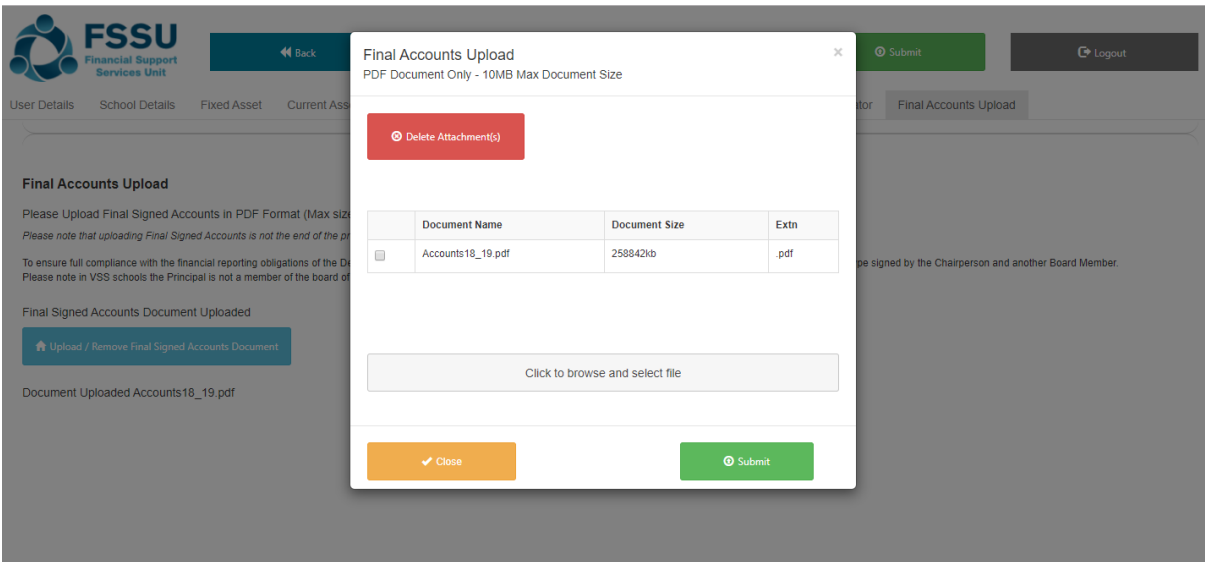 FSSU
Financial Support
Services Unit
Back
Submit
Logout
User Details
School Details
Fixed Asset
Current Ass
tor
Final Accounts Upload
Final Accounts Upload
Please Upload Final Signed Accounts in PDF Format (Max size
Please note that uploading Final Signed Accounts is not the end of the pr
To ensure full compliance with the financial reporting obligations of the De
pe signed by the Chairperson and another Board Member.
Please note in VSS schools the Principal is not a member of the board of
Final Signed Accounts Document Uploaded
Upload / Remove Final Signed Accounts Document
Document Uploaded Accounts18_19.pdf
Final Accounts Upload
×
PDF Document Only - 10MB Max Document Size
Delete Attachment(s)
Document Name
Document Size
Extn
Accounts18_19.pdf
258842kb
.pdf
Click to browse and select file
Close
Submit